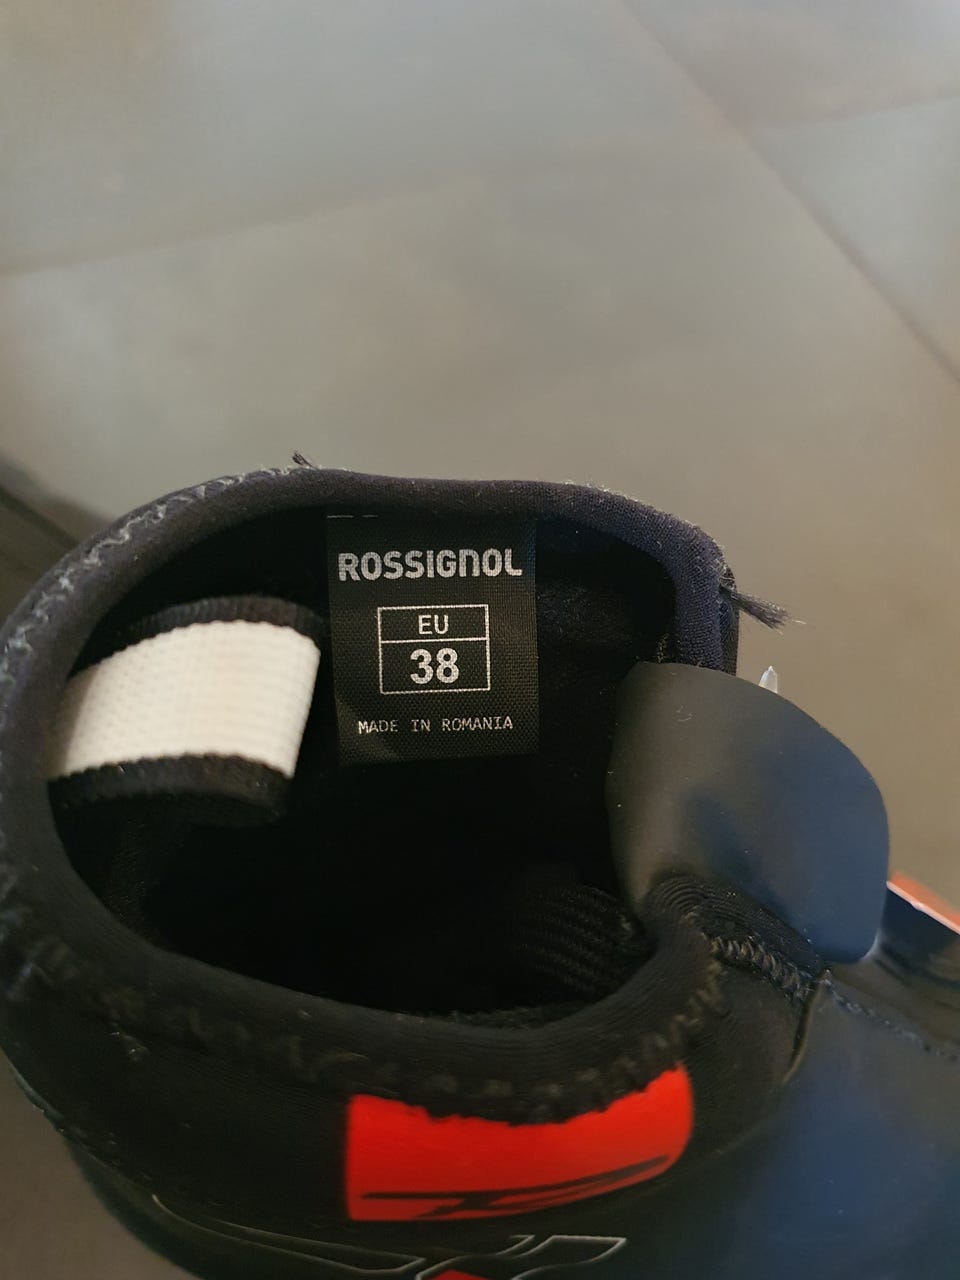 ROSSIGNOL
EU
38
MADE IN ROMANIA